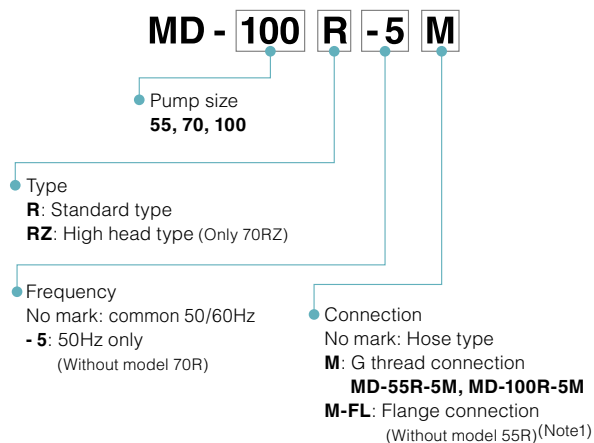 MD - 100 R - 5 M
Pump size
55, 70, 100
Type
R: Standard type
RZ: High head type (Only 70RZ)
Frequency
No mark: common 50/60Hz
- 5: 50Hz only
(Without model 70R)
Connection
No mark: Hose type
M: G thread connection
MD-55R-5M, MD-100R-5M
M-FL: Flange connection
(Without model 55R)(Note1)